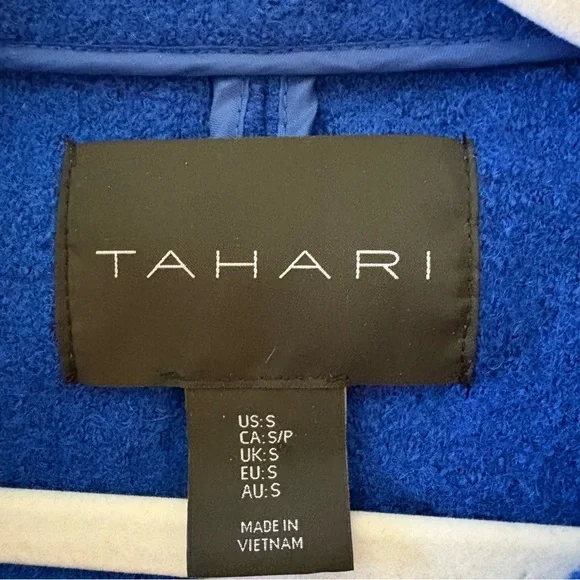 TAHARI
US: S
CA: S/P
UK: S
EU: S
AU: S
MADE IN
VIETNAM